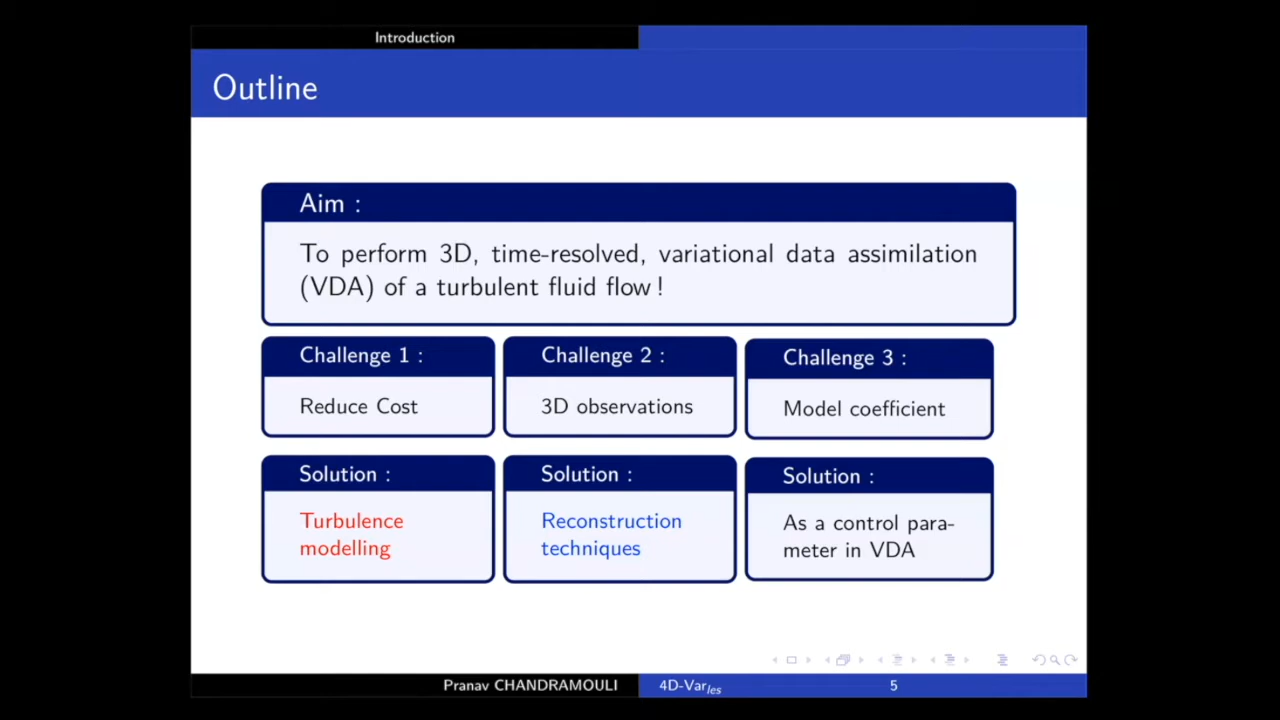 Introduction
Outline
Aim :
To perform 3D, time-resolved, variational data assimilation
(VDA) of a turbulent fluid flow !
Challenge 1 :
Reduce Cost
Challenge 2 :
3D observations
Challenge 3 :
Model coefficient
Solution :
Turbulence
modelling
Solution :
Reconstruction
techniques
Solution :
As a control para-
meter in VDA
Pranav CHANDRAMOULI
4D-Varles
5